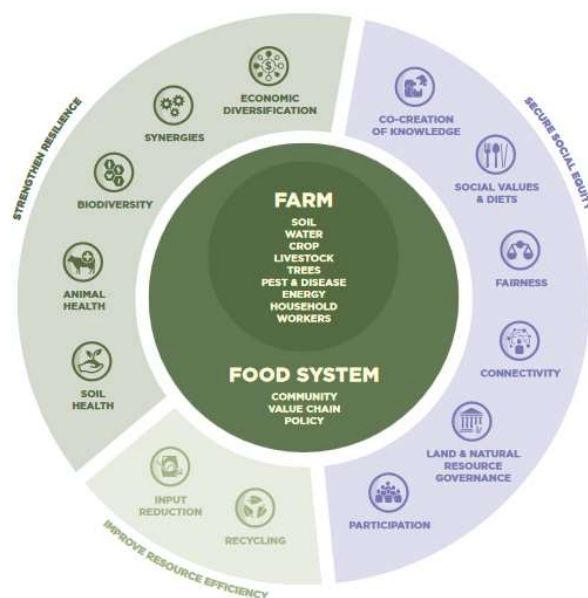 STRENGTHEN RESILIENCE
ECONOMIC
DIVERSIFICATION
SYNERGIES
BIODIVERSITY
ANIMAL
HEALTH
SOIL
HEALTH
SECURE SOCIAL EQUITY
CO-CREATION
OF KNOWLEDGE
SOCIAL VALUES
& DIETS
FAIRNESS
CONNECTIVITY
LAND & NATURAL
RESOURCE
GOVERNANCE
PARTICIPATION
IMPROVE RESOURCE EFFICIENCY
INPUT
REDUCTION
RECYCLING
FARM
SOIL
WATER
CROP
LIVESTOCK
TREES
PEST & DISEASE
ENERGY
HOUSEHOLD
WORKERS
FOOD SYSTEM
COMMUNITY
VALUE CHAIN
POLICY
$